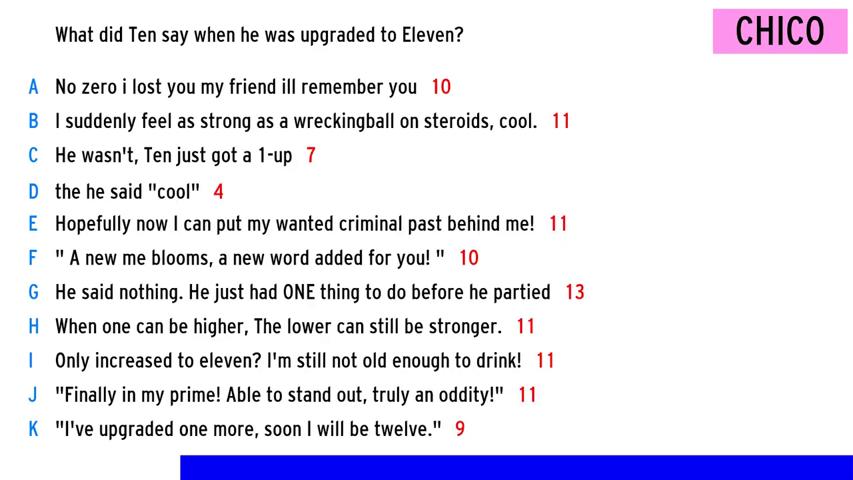 What did Ten say when he was upgraded to Eleven?
CHICO
A No zero i lost you my friend ill remember you 10
B I suddenly feel as strong as a wreckingball on steroids, cool. 11
C He wasn't, Ten just got a 1-up 7
D the he said "cool" 4
E Hopefully now I can put my wanted criminal past behind me! 11
F " A new me blooms, a new word added for you! " 10
G He said nothing. He just had ONE thing to do before he partied 13
H When one can be higher, The lower can still be stronger. 11
I Only increased to eleven? I'm still not old enough to drink! 11
J "Finally in my prime! Able to stand out, truly an oddity!" 11
K "I've upgraded one more, soon I will be twelve." 9